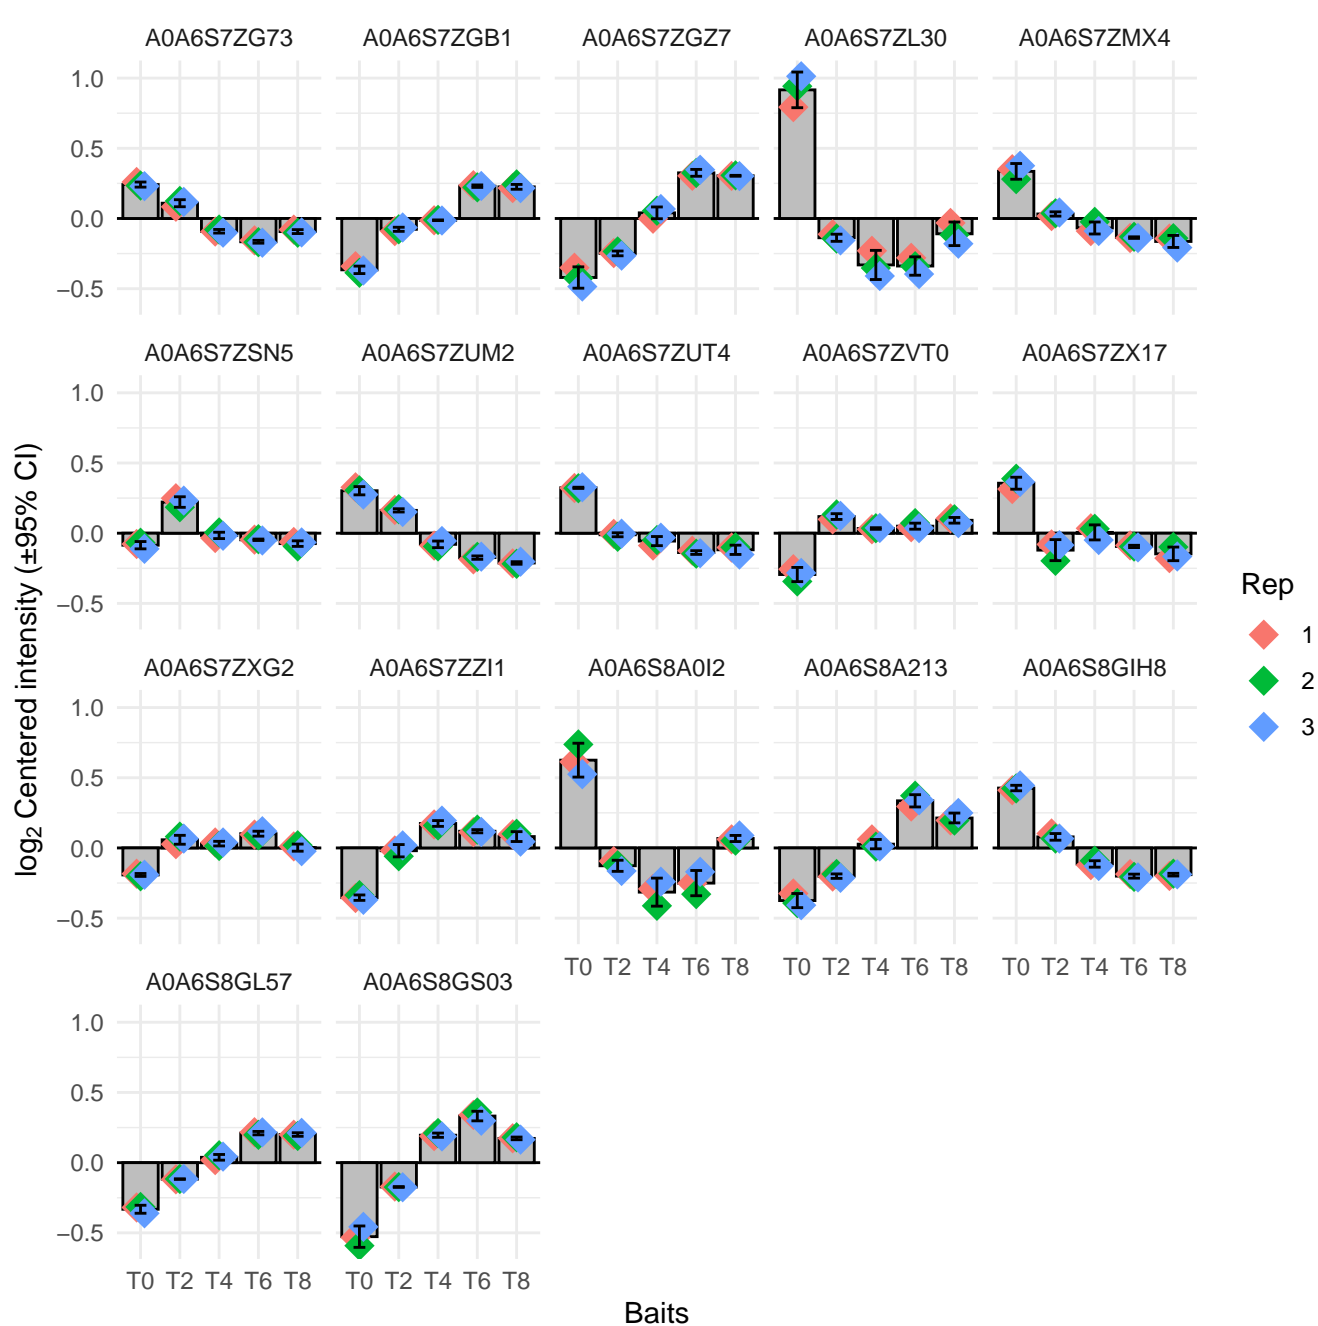 A0A6S7ZG73 A0A6S7ZGB1 A0A6S7ZGZ7 A0A6S7ZL30 A0A6S7ZMX4
1.0
0.5
0.0
−0.5
A0A6S7ZSN5 A0A6S7ZUM2 A0A6S7ZUT4 A0A6S7ZVT0 A0A6S7ZX17
1.0
0.5
0.0
−0.5
A0A6S7ZXG2 A0A6S7ZZI1 A0A6S8A0I2 A0A6S8A213 A0A6S8GIH8
1.0
0.5
0.0
−0.5
T0 T2 T4 T6 T8 T0 T2 T4 T6 T8 T0 T2 T4 T6 T8
A0A6S8GL57 A0A6S8GS03
1.0
0.5
0.0
−0.5
T0 T2 T4 T6 T8 T0 T2 T4 T6 T8
Baits
log₂ Centered intensity (±95% CI)
Rep
1
2
3